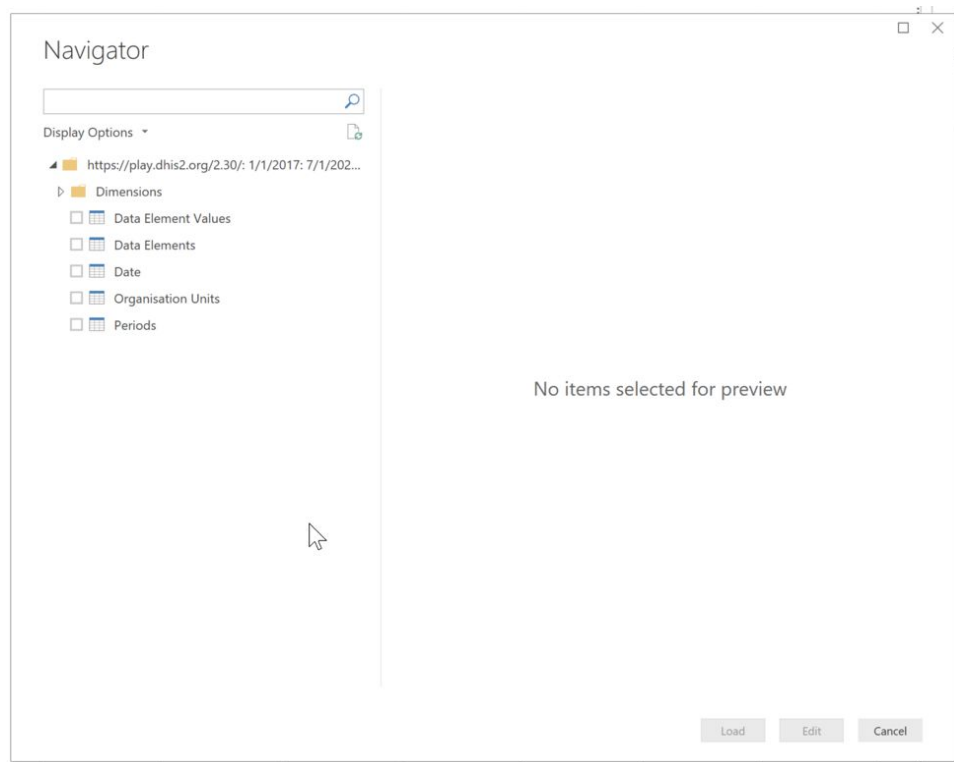 Navigator
Display Options
https://play.dhis2.org/2.30/: 1/1/2017: 7/1/202...
Dimensions
Data Element Values
Data Elements
Date
Organisation Units
Periods
No items selected for preview
Load Edit Cancel